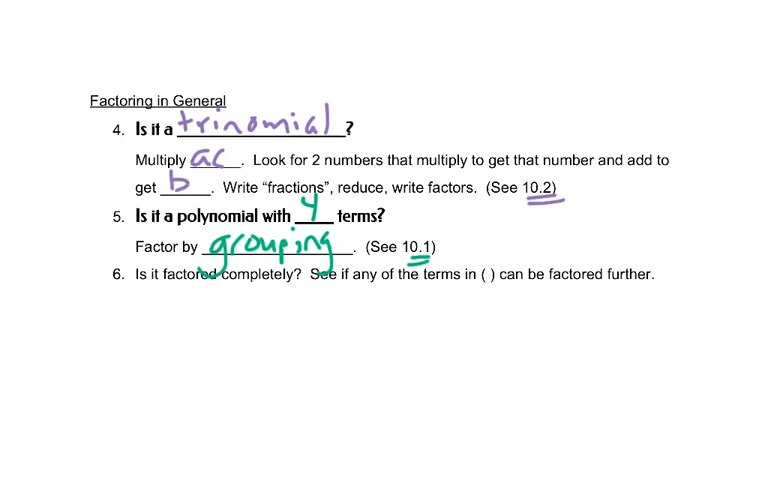 Factoring in General
4. Is it a trinomial?
Multiply ac. Look for 2 numbers that multiply to get that number and add to
get b. Write “fractions”, reduce, write factors. (See 10.2)
5. Is it a polynomial with 4 terms?
Factor by grouping. (See 10.1)
6. Is it factored completely? See if any of the terms in ( ) can be factored further.